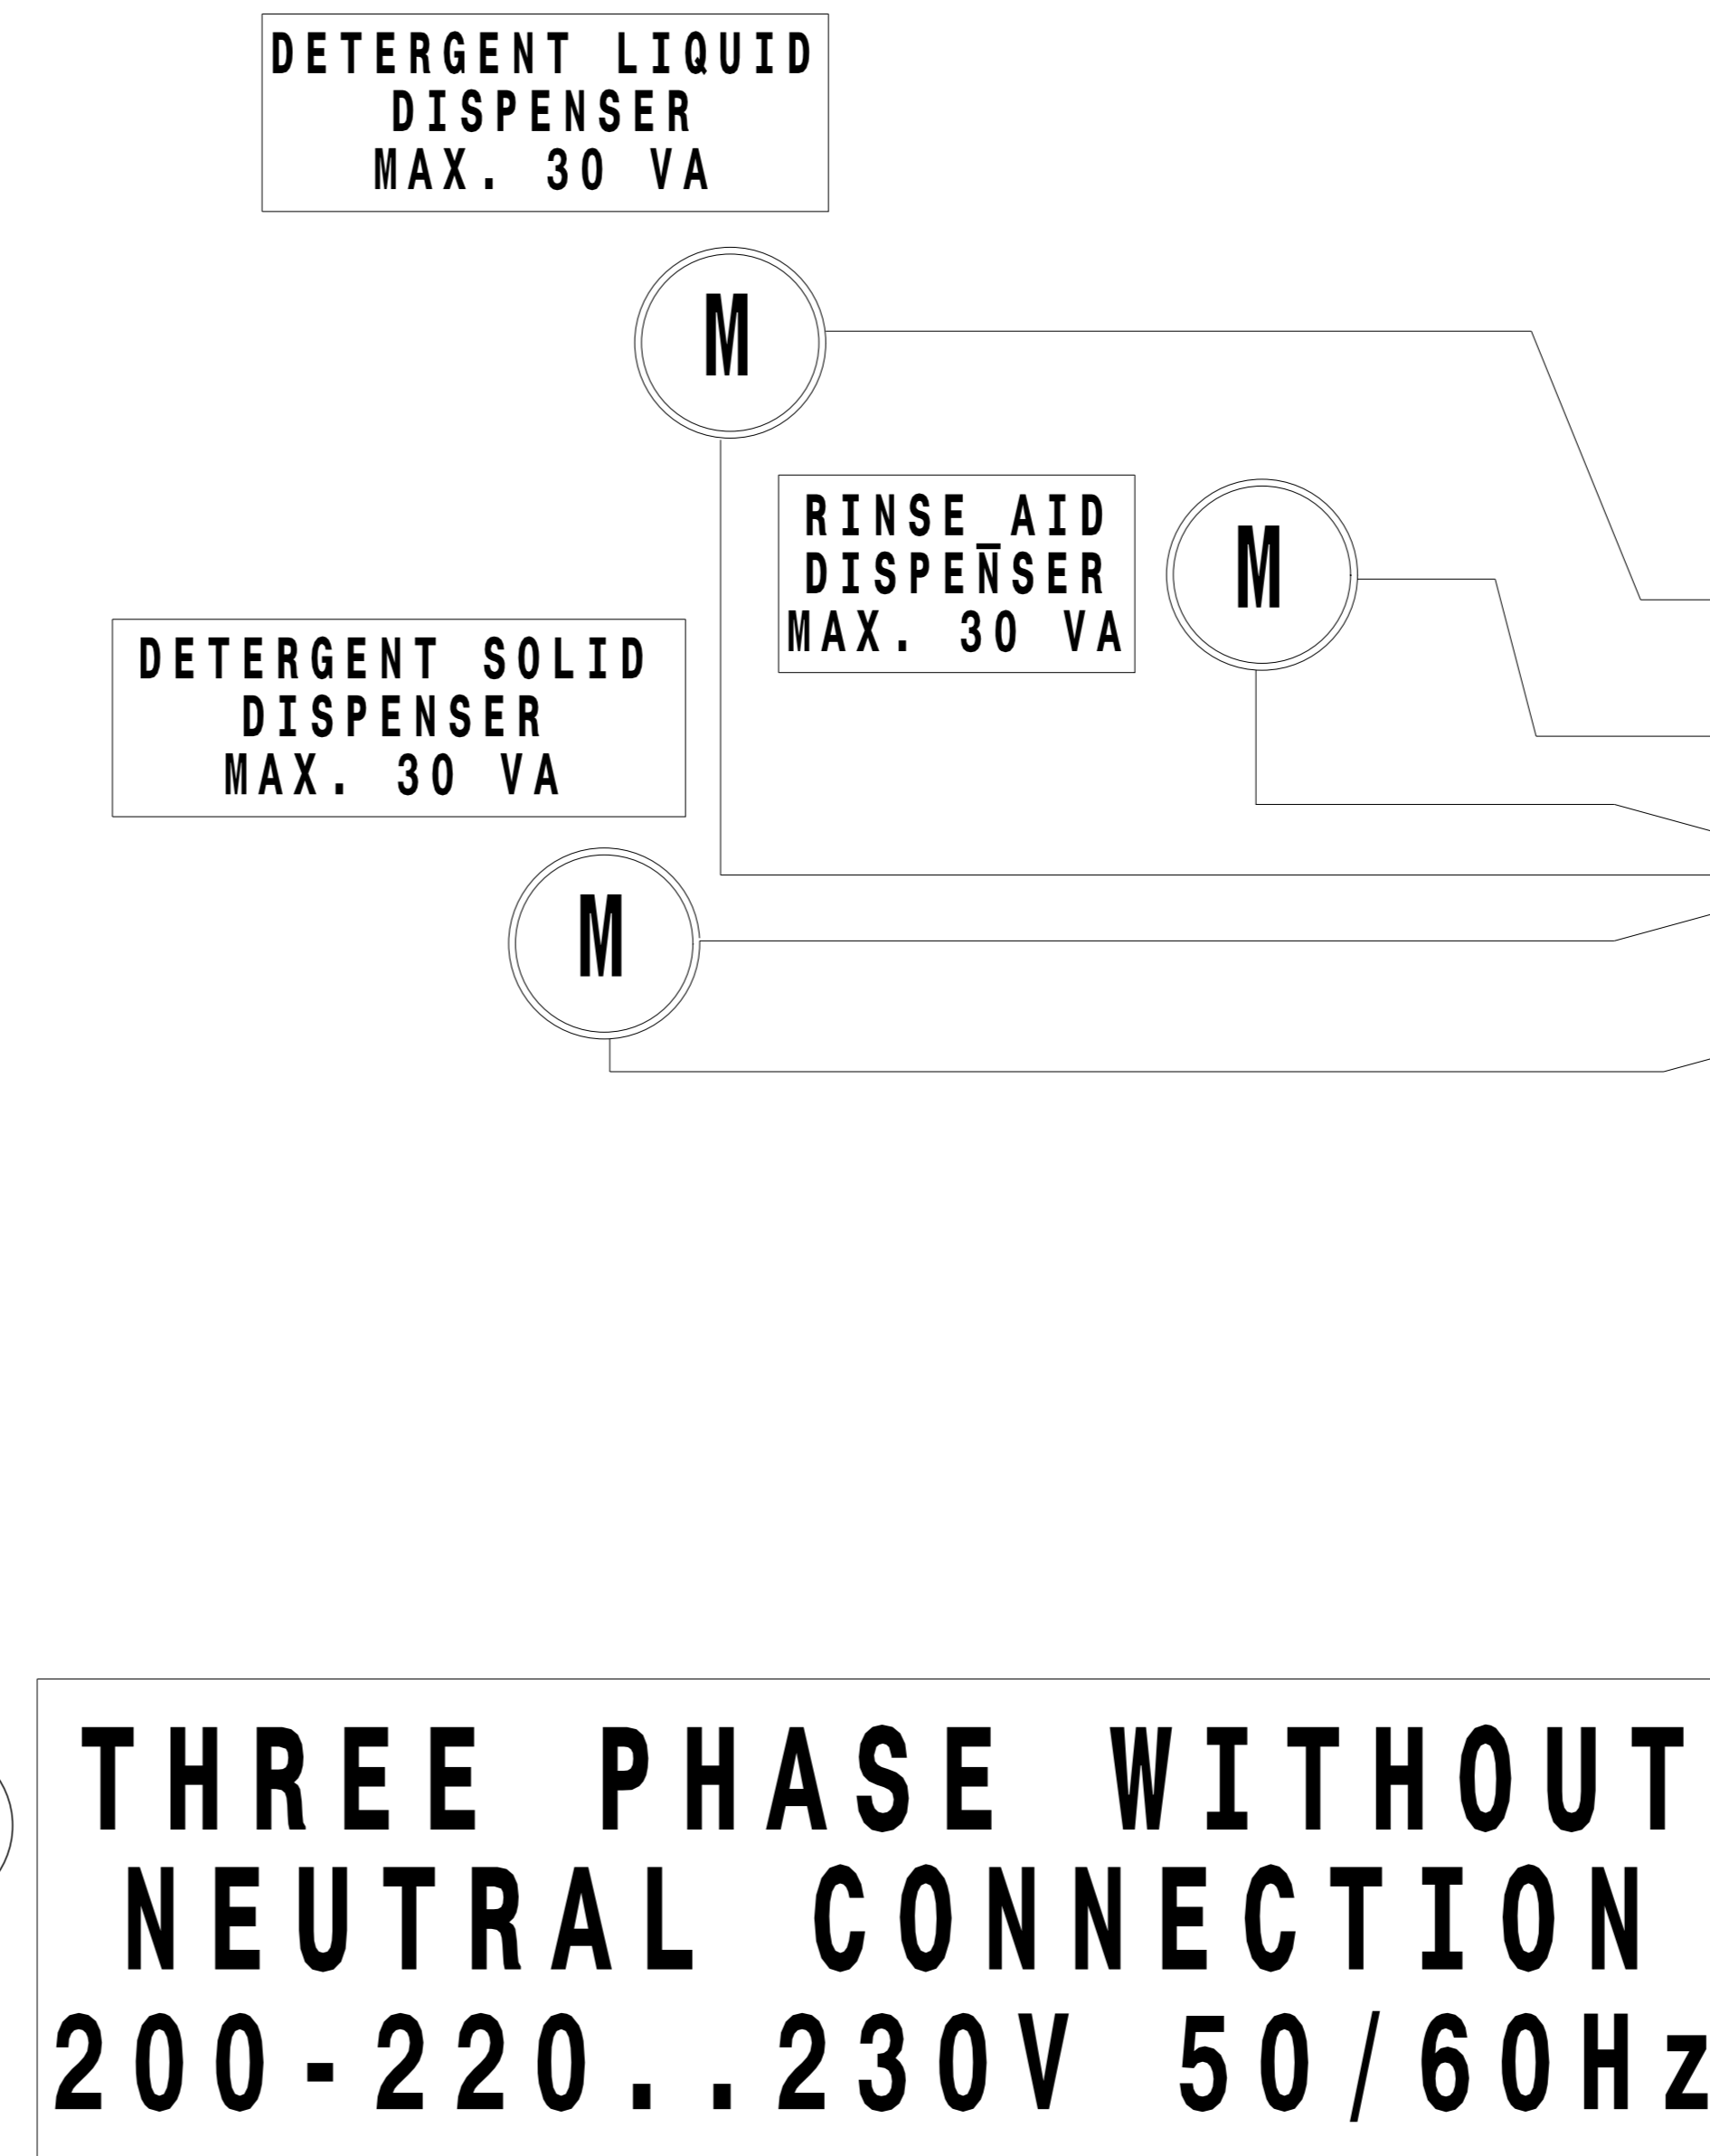 DETERGENT LIQUID
DISPENSER
MAX. 30 VA
M
RINSE_AID
DISPENSER
MAX. 30 VA
M
DETERGENT SOLID
DISPENSER
MAX. 30 VA
M
THREE PHASE WITHOUT
NEUTRAL CONNECTION
200-220..230V 50/60Hz